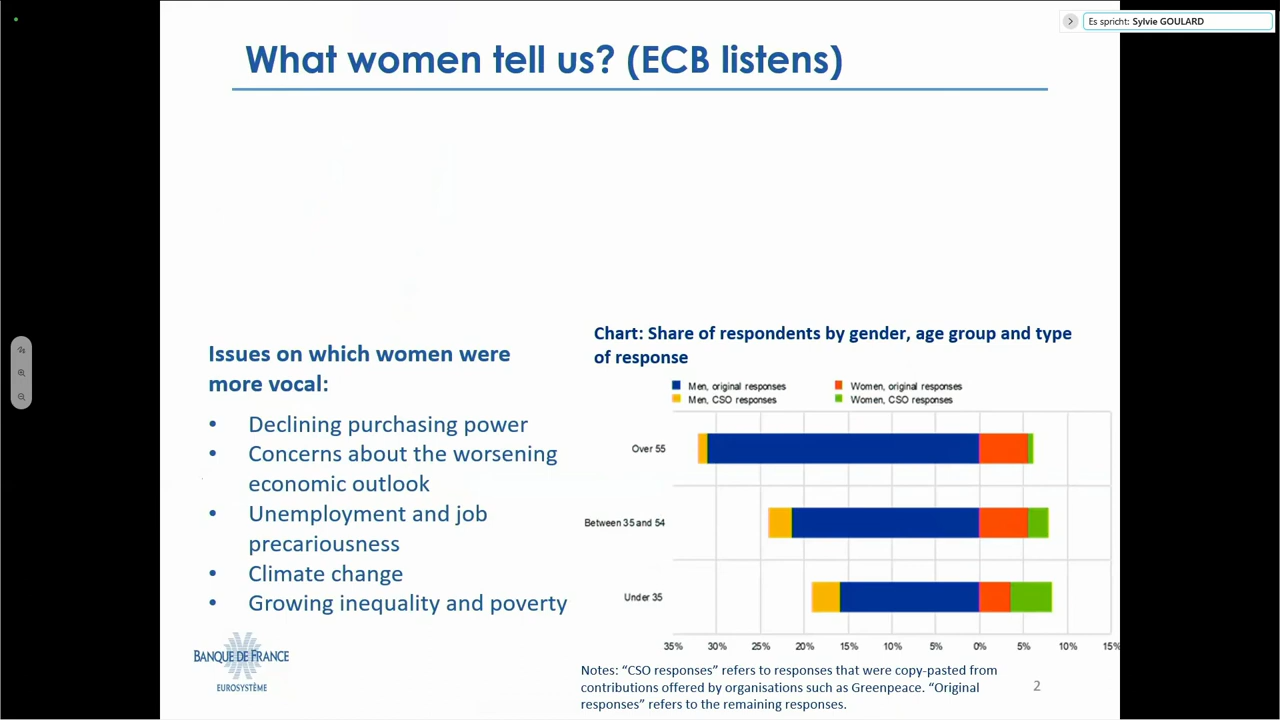 Es spricht: Sylvie GOULARD
What women tell us? (ECB listens)
Issues on which women were
more vocal:
• Declining purchasing power
• Concerns about the worsening
economic outlook
• Unemployment and job
precariousness
• Climate change
• Growing inequality and poverty
Chart: Share of respondents by gender, age group and type
of response
Men, original responses
Women, original responses
Men, CSO responses
Women, CSO responses
Over 55
Between 35 and 54
Under 35
35% 30% 25% 20% 15% 10% 5% 0% 5% 10% 15%
Notes: “CSO responses” refers to responses that were copy-pasted from
contributions offered by organisations such as Greenpeace. “Original
responses” refers to the remaining responses.
BANQUE DE FRANCE
EUROSYSTÈME
2